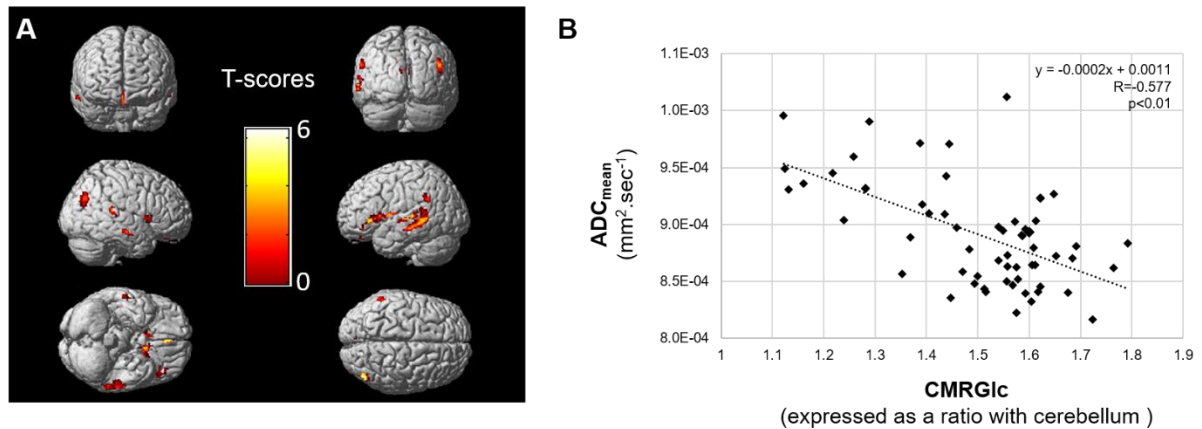 A
T-scores
6
0
B
1.1E-03
1.0E-03
9.5E-04
9.0E-04
8.5E-04
8.0E-04
ADCmean
(mm².sec⁻¹)
y = -0.0002x + 0.0011
R=-0.577
p<0.01
1 1.1 1.2 1.3 1.4 1.5 1.6 1.7 1.8 1.9
CMRGlc
(expressed as a ratio with cerebellum )